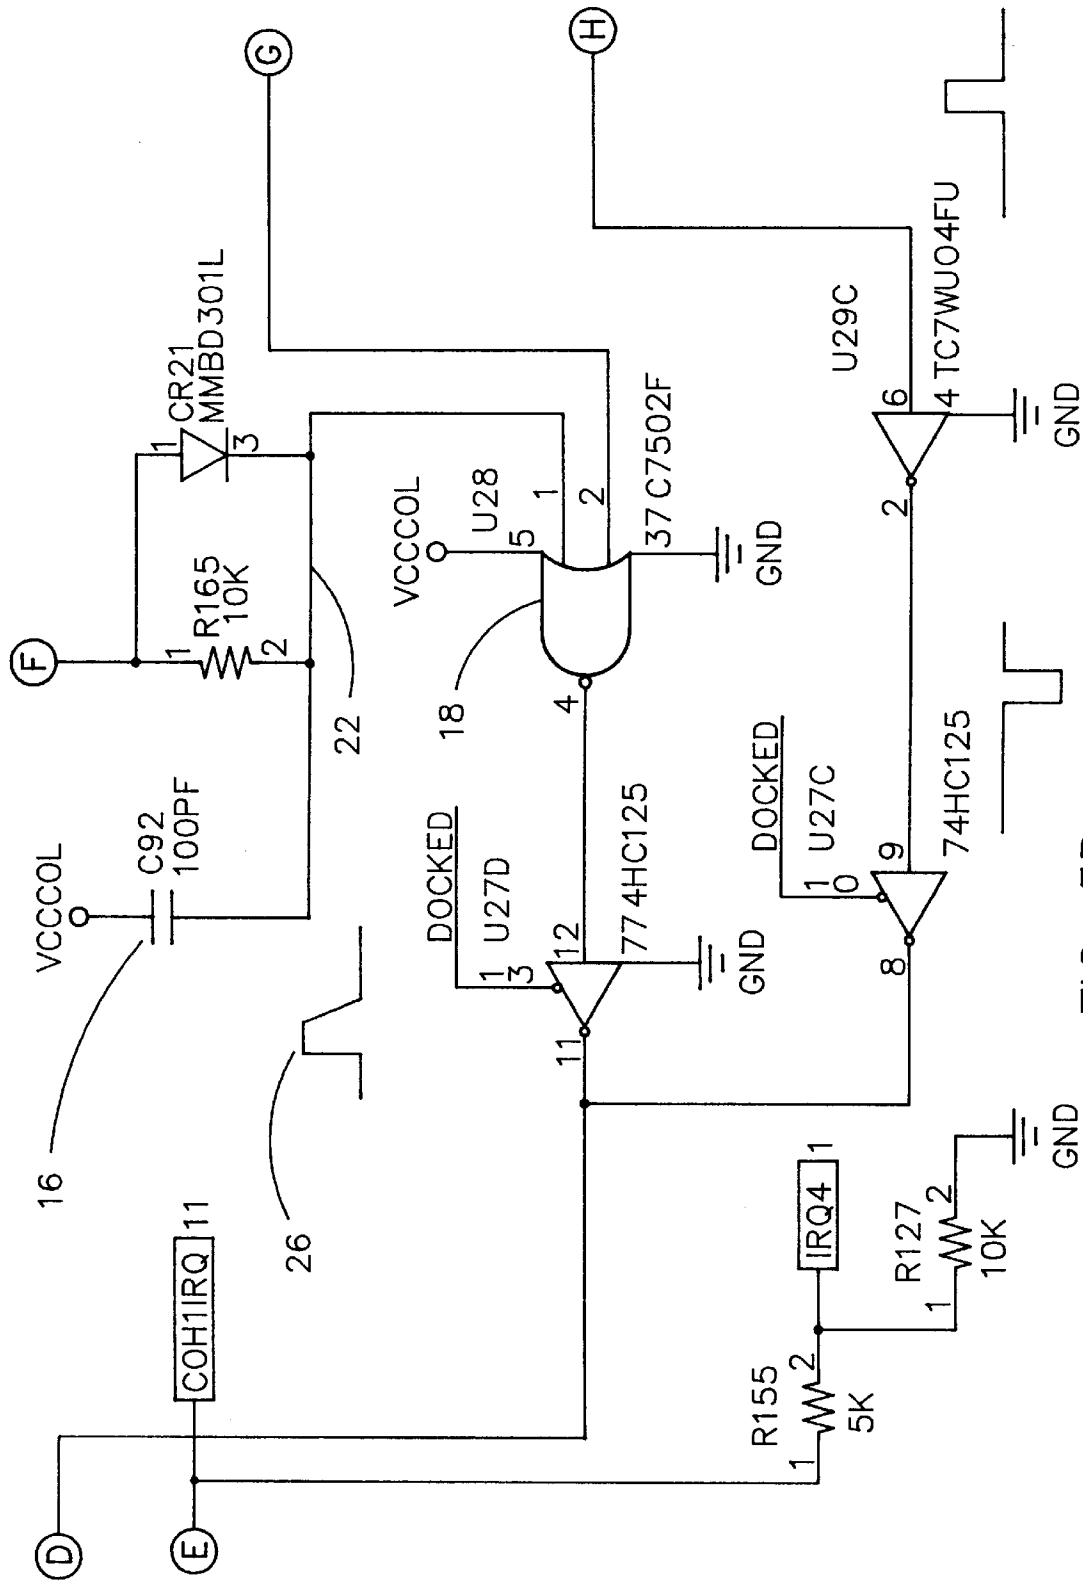 D
E
F
G
H
VCCCOL
16
C92
100PF
1
R165
10K
2
1
CR21
MMBD301L
3
COH1IRQ
11
26
22
VCCCOL
18
U28
5
1
2
4
37 C7502F
GND
DOCKED
U27D
1
3
12
11
77 4HC125
GND
DOCKED
U27C
1
0
9
8
74HC125
U29C
6
2
4 TC7WU04FU
GND
R155
1
2
5K
IRQ4
1
R127
1
2
10K
GND